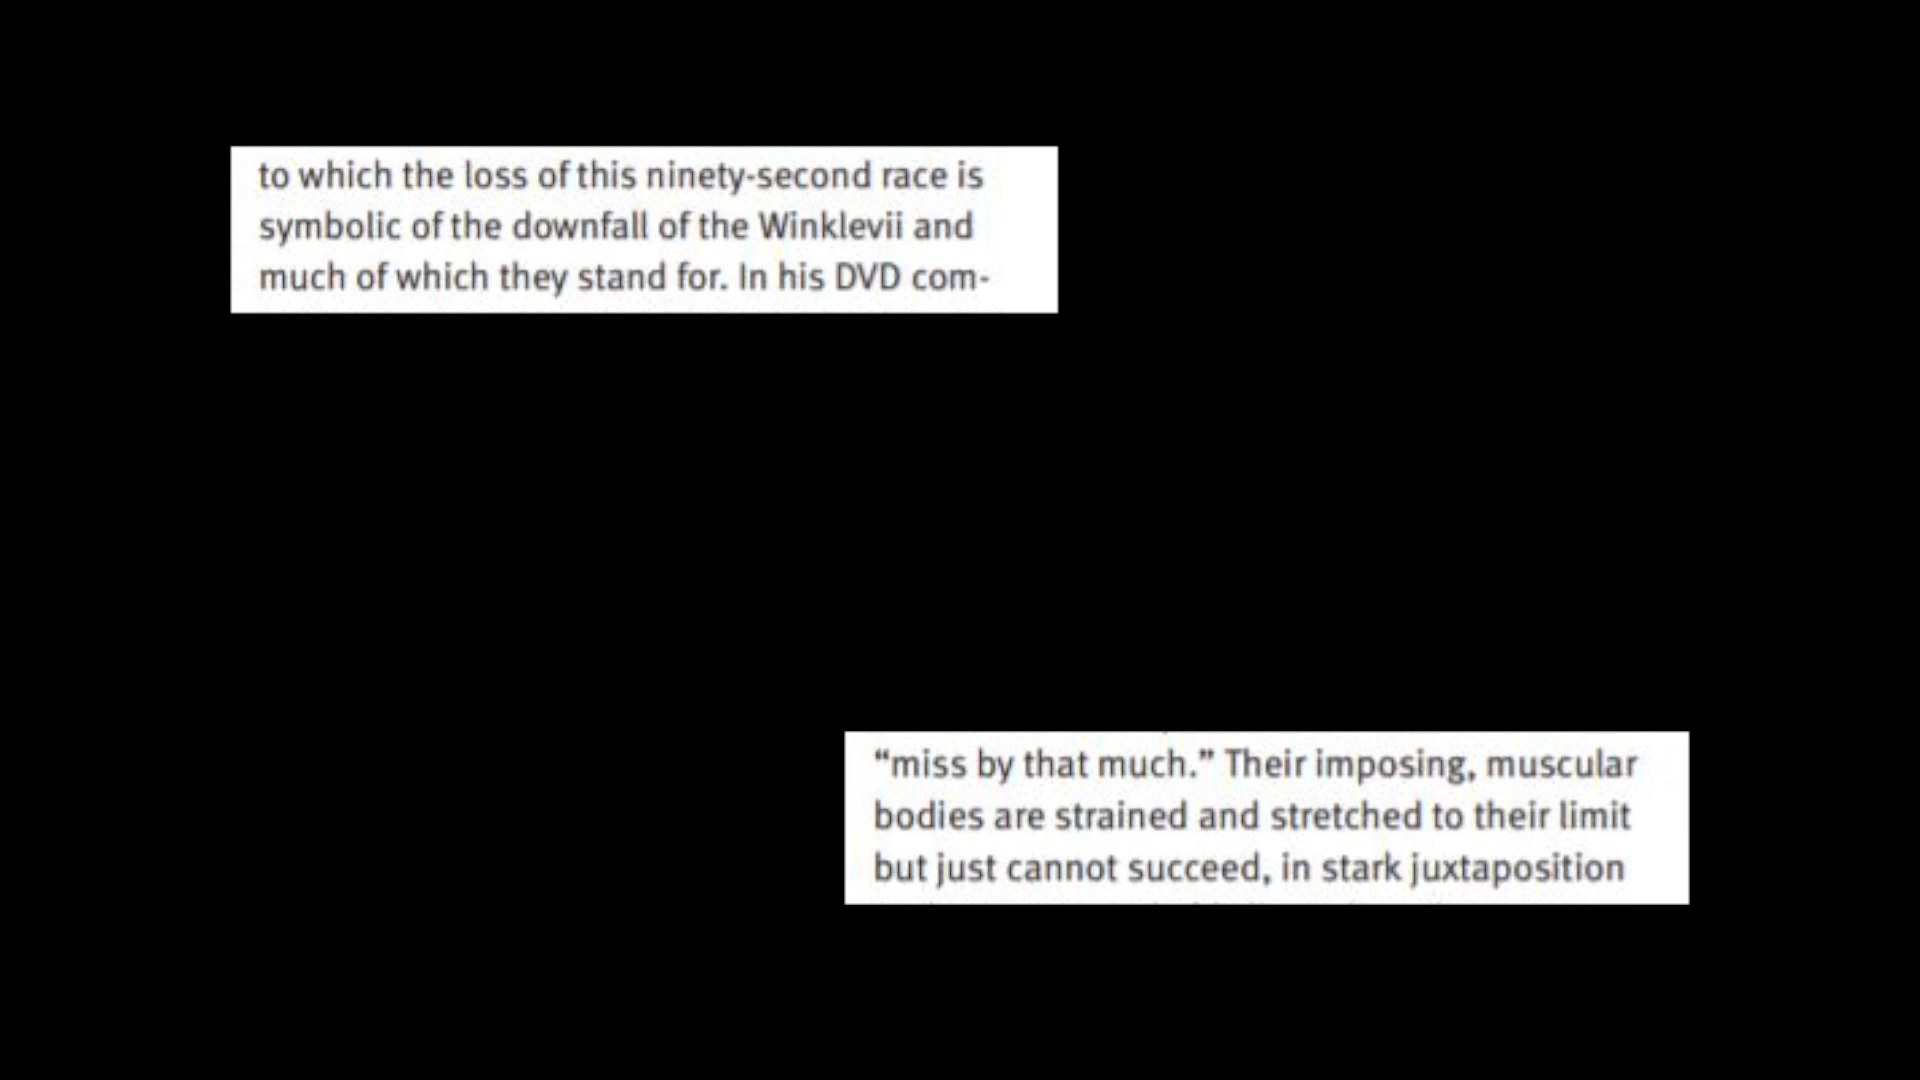 to which the loss of this ninety-second race is
symbolic of the downfall of the Winklevii and
much of which they stand for. In his DVD com-
“miss by that much.” Their imposing, muscular
bodies are strained and stretched to their limit
but just cannot succeed, in stark juxtaposition